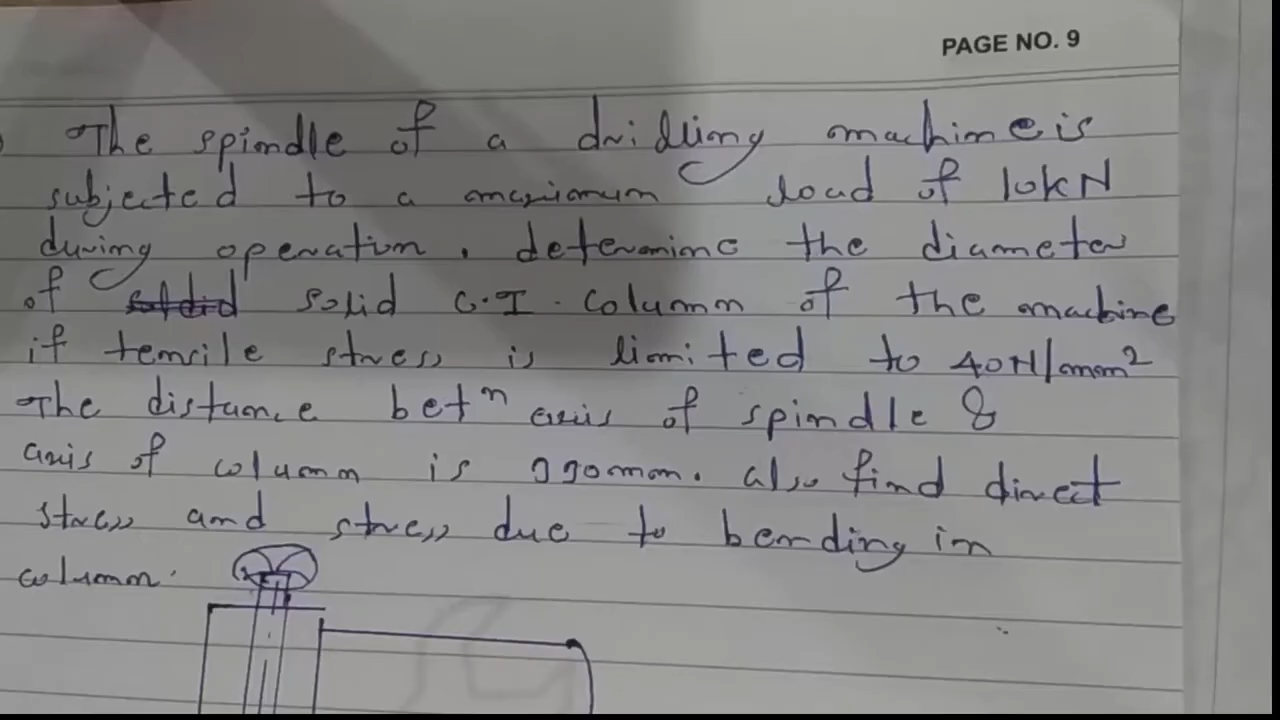 PAGE NO. 9
The spindle of a drilling machine is
subjected to a maximum load of 10kN
during operation. determine the diameter
of solid C.I. column of the machine
if tensile stress is limited to 40N/mm²
The distance betⁿ axis of spindle &
axis of column is mm. also find direct
stress and stress due to bending in
column.